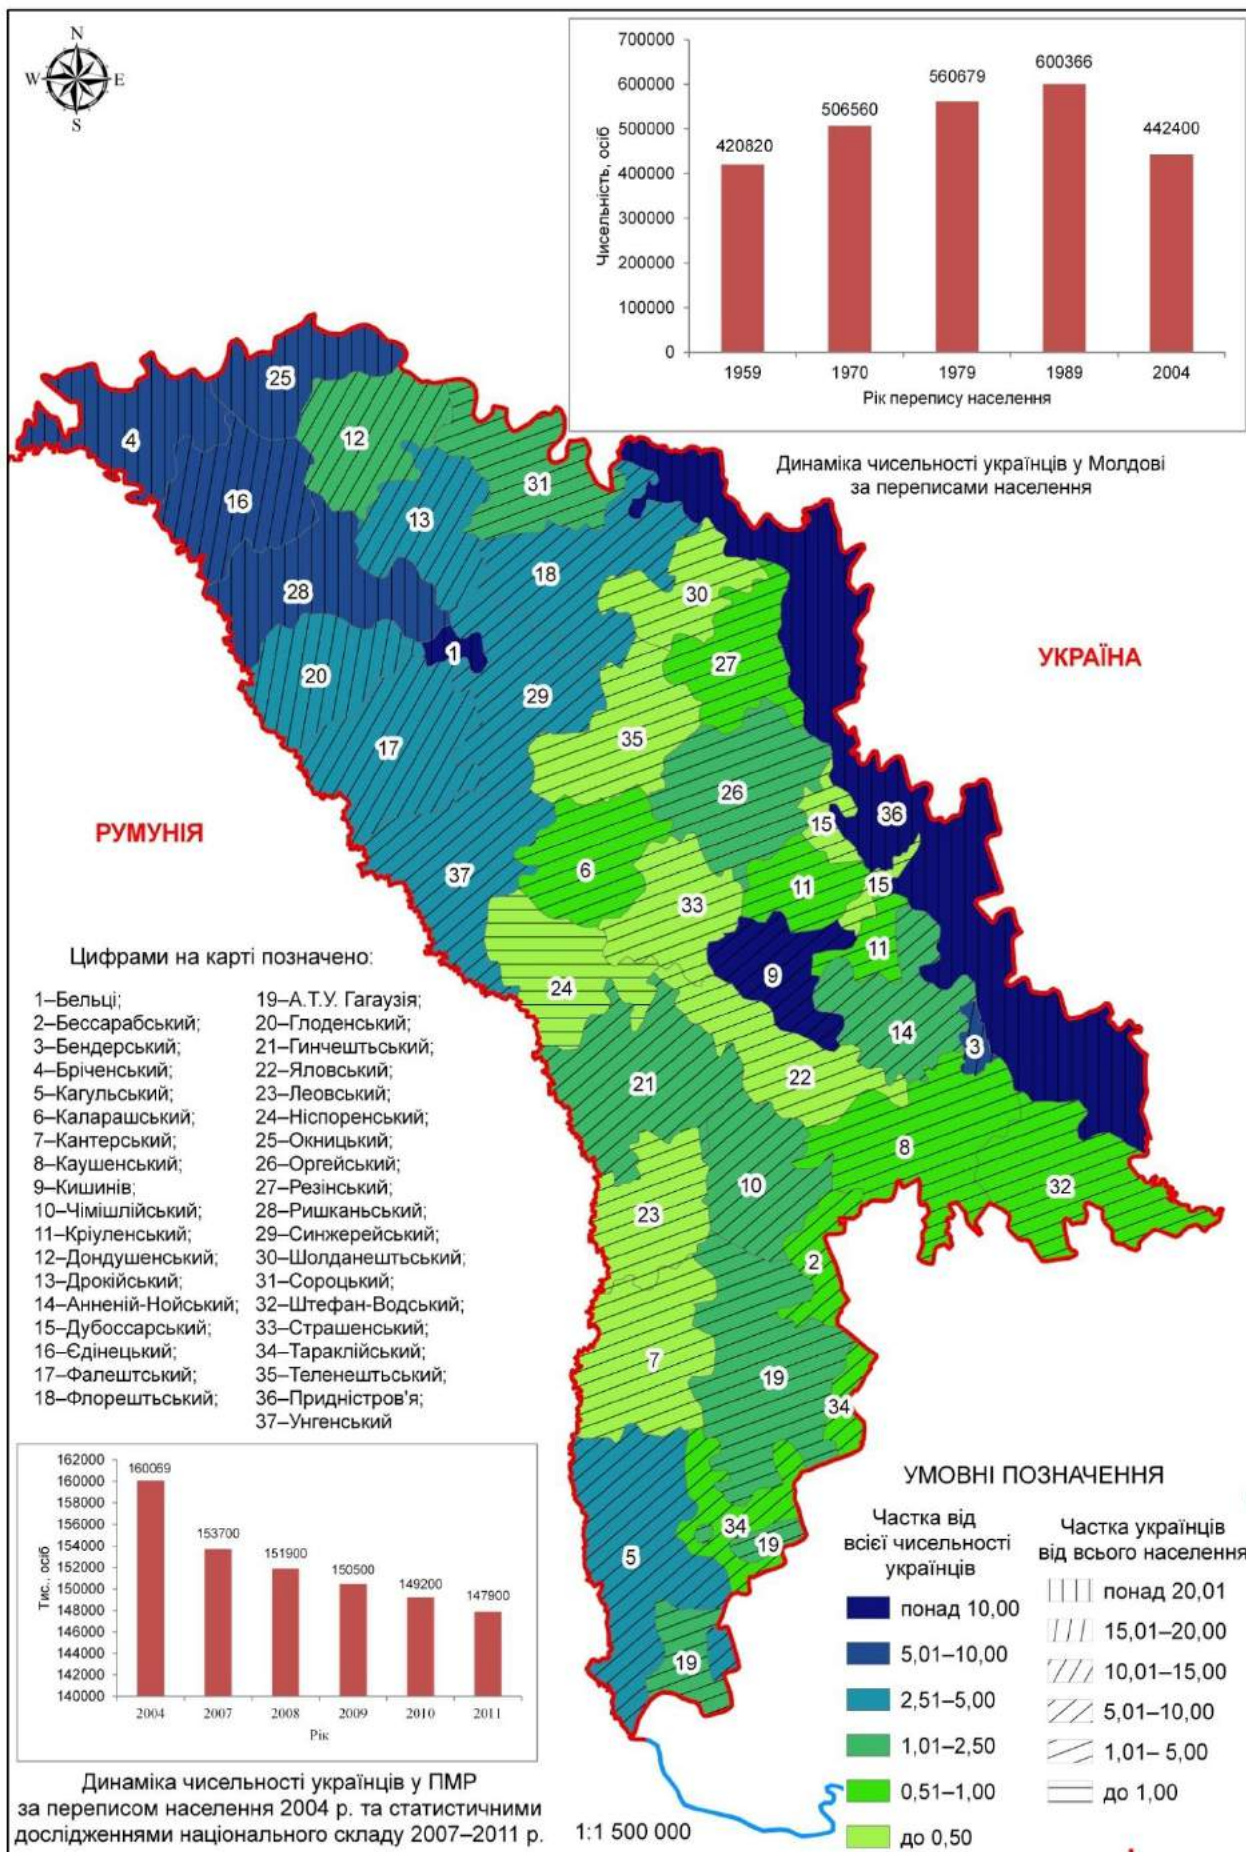 N
W E
S
700000
600000
500000
400000
300000
200000
100000
0
Чисельність, осіб
420820
506560
560679
600366
442400
1959 1970 1979 1989 2004
Рік перепису населення
Динаміка чисельності українців у Молдові
за переписами населення
25
4
12
31
16
13
18
28
30
1
27
УКРАЇНА
20
29
35
17
26
РУМУНІЯ
15
36
37
6
11
15
33
11
9
24
14
3
22
21
8
10
32
23
2
7
19
34
34
19
5
19
Цифрами на карті позначено:
1–Бельці;
2–Бессарабський;
3–Бендерський;
4–Бріченський;
5–Кагульський;
6–Каларашський;
7–Кантерський;
8–Каушенський;
9–Кишинів;
10–Чімішлійський;
11–Кріуленський;
12–Дондушенський;
13–Дрокійський;
14–Анненій-Нойський;
15–Дубоссарський;
16–Єдінецький;
17–Фалештський;
18–Флорештьський;
19–А.Т.У. Гагаузія;
20–Глоденський;
21–Гинчештьський;
22–Яловський;
23–Леовський;
24–Ніспоренський;
25–Окницький;
26–Оргейський;
27–Резінський;
28–Ришканьський;
29–Синжерейський;
30–Шолданештьський;
31–Сороцький;
32–Штефан-Водський;
33–Страшенський;
34–Тараклійський;
35–Теленештьський;
36–Придністров'я;
37–Унгенський
162000
160000
158000
156000
154000
152000
150000
148000
146000
144000
142000
140000
Тис., осіб
160069
153700
151900
150500
149200
147900
2004 2007 2008 2009 2010 2011
Рік
Динаміка чисельності українців у ПМР
за переписом населення 2004 р. та статистичними
дослідженнями національного складу 2007–2011 р.
1:1 500 000
УМОВНІ ПОЗНАЧЕННЯ
Частка від
всієї чисельності
українців
понад 10,00
5,01–10,00
2,51–5,00
1,01–2,50
0,51–1,00
до 0,50
Частка українців
від всього населення
понад 20,01
15,01–20,00
10,01–15,00
5,01–10,00
1,01– 5,00
до 1,00